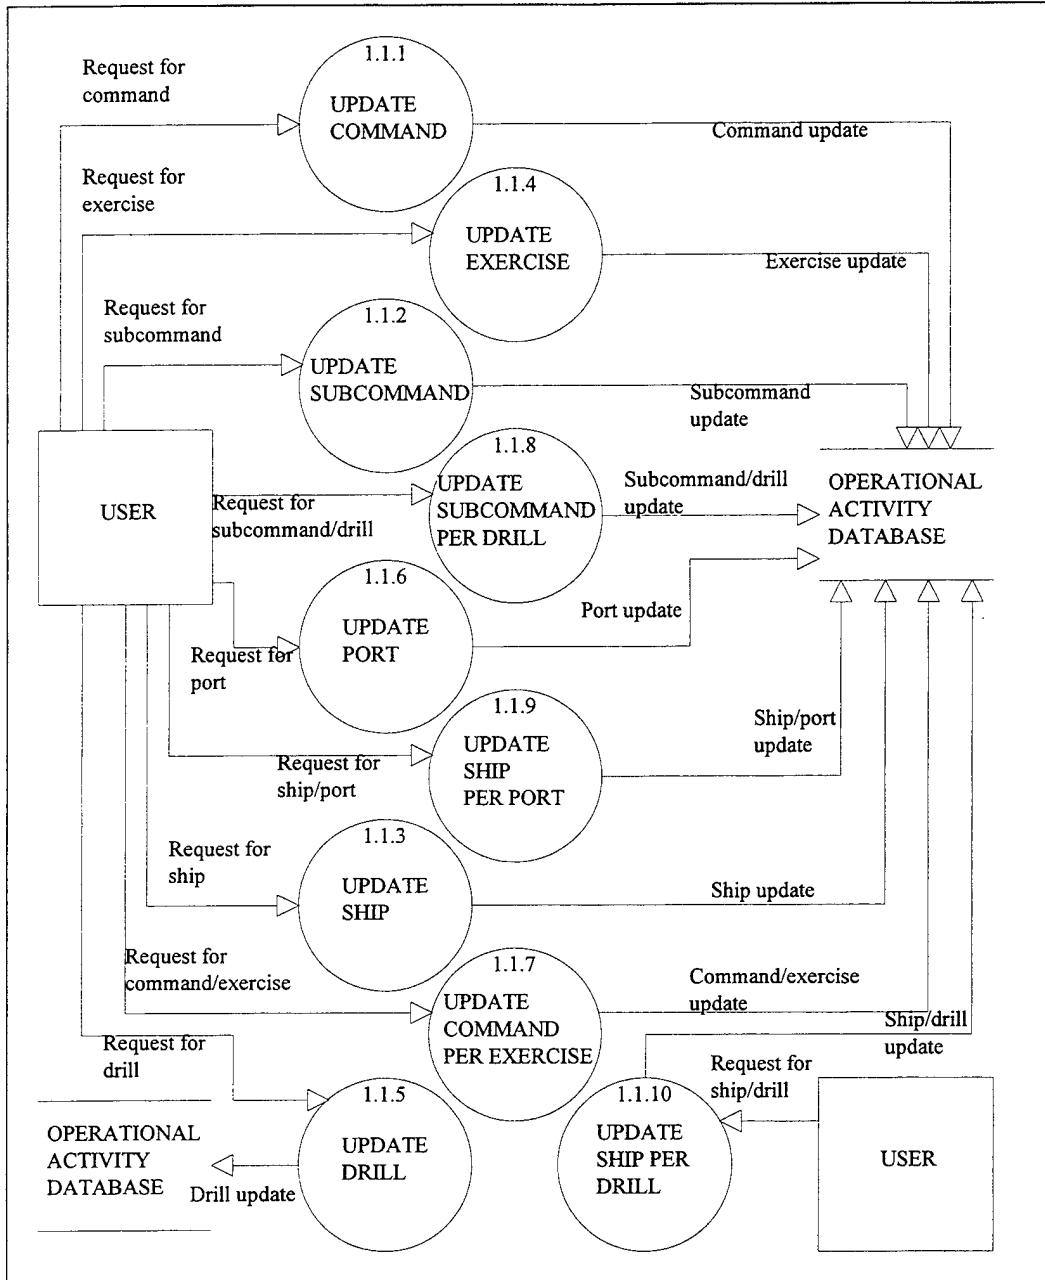 1.1.1
Request for
command
UPDATE
COMMAND
Command update
Request for
exercise
1.1.4
UPDATE
EXERCISE
Exercise update
Request for
subcommand
1.1.2
UPDATE
SUBCOMMAND
Subcommand
update
USER
Request for
subcommand/drill
1.1.8
UPDATE
SUBCOMMAND
PER DRILL
Subcommand/drill
update
OPERATIONAL
ACTIVITY
DATABASE
1.1.6
UPDATE
PORT
Port update
Request for
port
1.1.9
UPDATE
SHIP
PER PORT
Ship/port
update
Request for
ship/port
1.1.3
UPDATE
SHIP
Ship update
Request for
ship
Request for
command/exercise
1.1.7
UPDATE
COMMAND
PER EXERCISE
Command/exercise
update
Ship/drill
update
Request for
drill
Request for
ship/drill
1.1.5
UPDATE
DRILL
OPERATIONAL
ACTIVITY
DATABASE
Drill update
1.1.10
UPDATE
SHIP PER
DRILL
USER